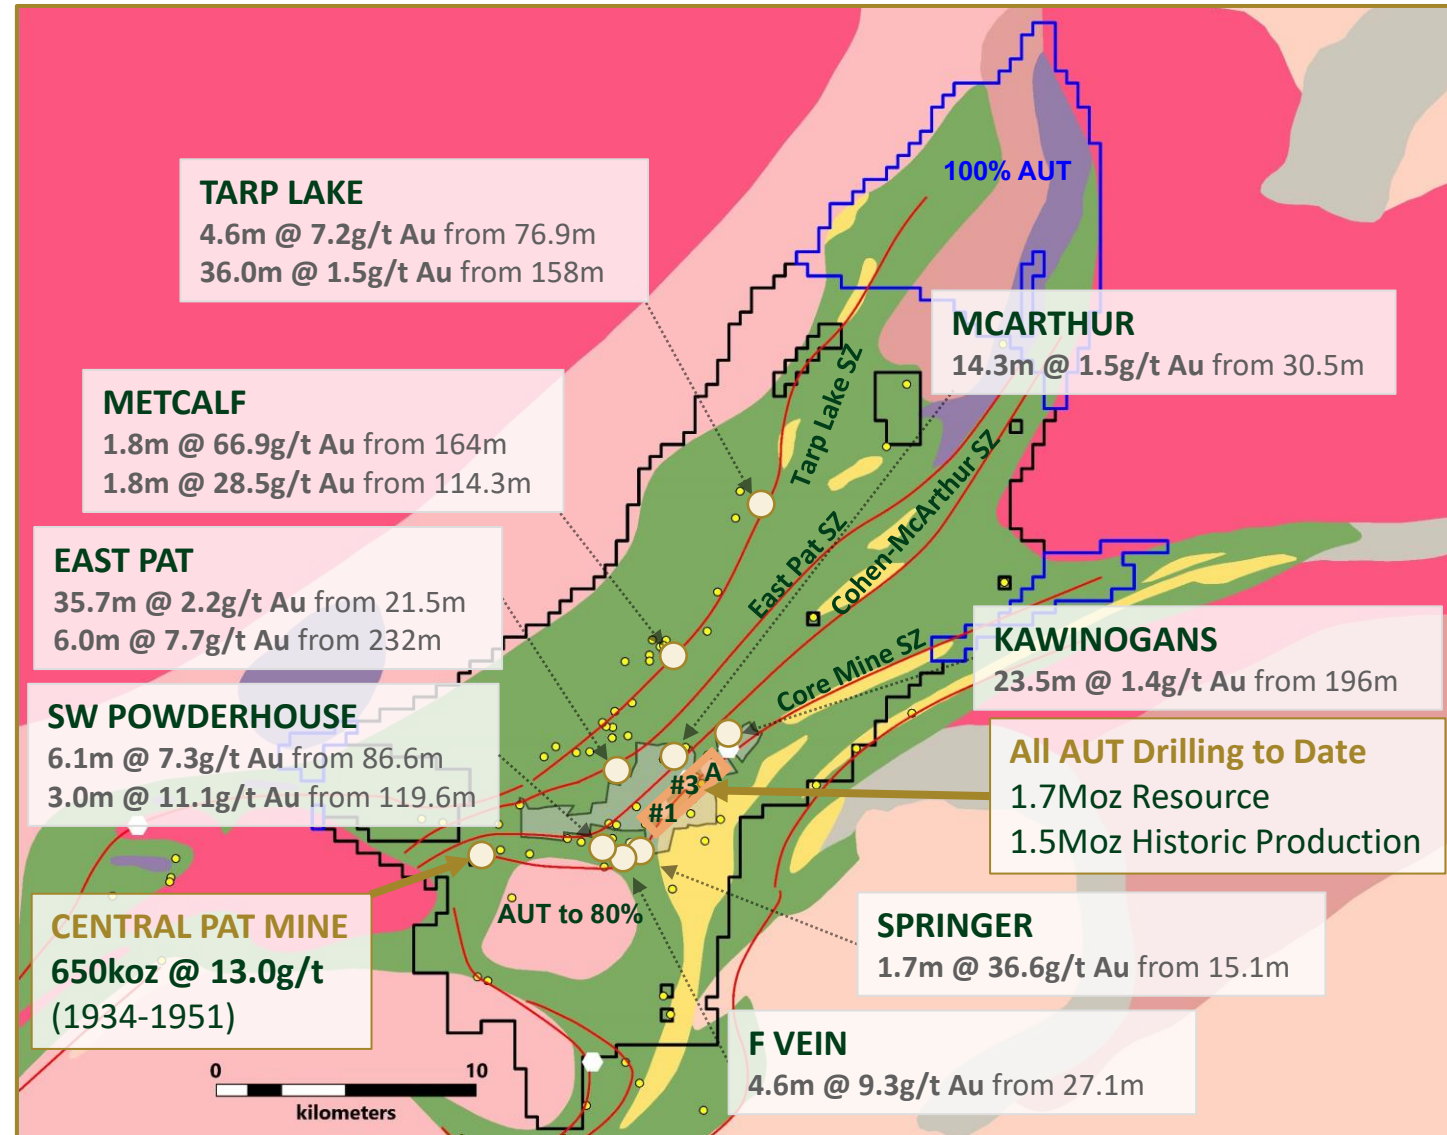 100% AUT
TARP LAKE
4.6m @ 7.2g/t Au from 76.9m
36.0m @ 1.5g/t Au from 158m
MCARTHUR
14.3m @ 1.5g/t Au from 30.5m
METCALF
1.8m @ 66.9g/t Au from 164m
1.8m @ 28.5g/t Au from 114.3m
Tarp Lake SZ
East Pat SZ
Cohen-McArthur SZ
Core Mine SZ
EAST PAT
35.7m @ 2.2g/t Au from 21.5m
6.0m @ 7.7g/t Au from 232m
KAWINOGANS
23.5m @ 1.4g/t Au from 196m
SW POWDERHOUSE
6.1m @ 7.3g/t Au from 86.6m
3.0m @ 11.1g/t Au from 119.6m
A
#3
#1
All AUT Drilling to Date
1.7Moz Resource
1.5Moz Historic Production
AUT to 80%
CENTRAL PAT MINE
650koz @ 13.0g/t
(1934-1951)
SPRINGER
1.7m @ 36.6g/t Au from 15.1m
F VEIN
4.6m @ 9.3g/t Au from 27.1m
0 10
kilometers